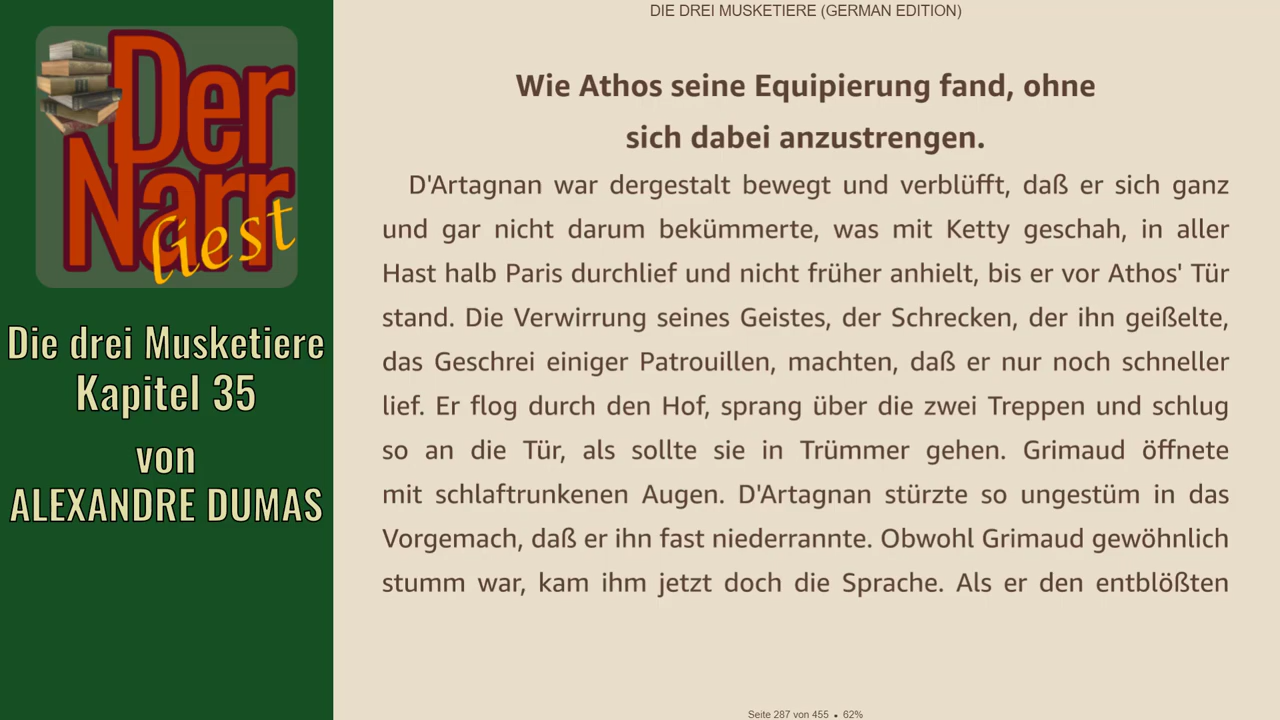 Der
Narr
liest
Die drei Musketiere
Kapitel 35
von
ALEXANDRE DUMAS
DIE DREI MUSKETIERE (GERMAN EDITION)
Wie Athos seine Equipierung fand, ohne
sich dabei anzustrengen.
D'Artagnan war dergestalt bewegt und verblüfft, daß er sich ganz
und gar nicht darum bekümmerte, was mit Ketty geschah, in aller
Hast halb Paris durchlief und nicht früher anhielt, bis er vor Athos' Tür
stand. Die Verwirrung seines Geistes, der Schrecken, der ihn geißelte,
das Geschrei einiger Patrouillen, machten, daß er nur noch schneller
lief. Er flog durch den Hof, sprang über die zwei Treppen und schlug
so an die Tür, als sollte sie in Trümmer gehen. Grimaud öffnete
mit schlaftrunkenen Augen. D'Artagnan stürzte so ungestüm in das
Vorgemach, daß er ihn fast niederrannte. Obwohl Grimaud gewöhnlich
stumm war, kam ihm jetzt doch die Sprache. Als er den entblößten
Seite 287 von 455 • 62%